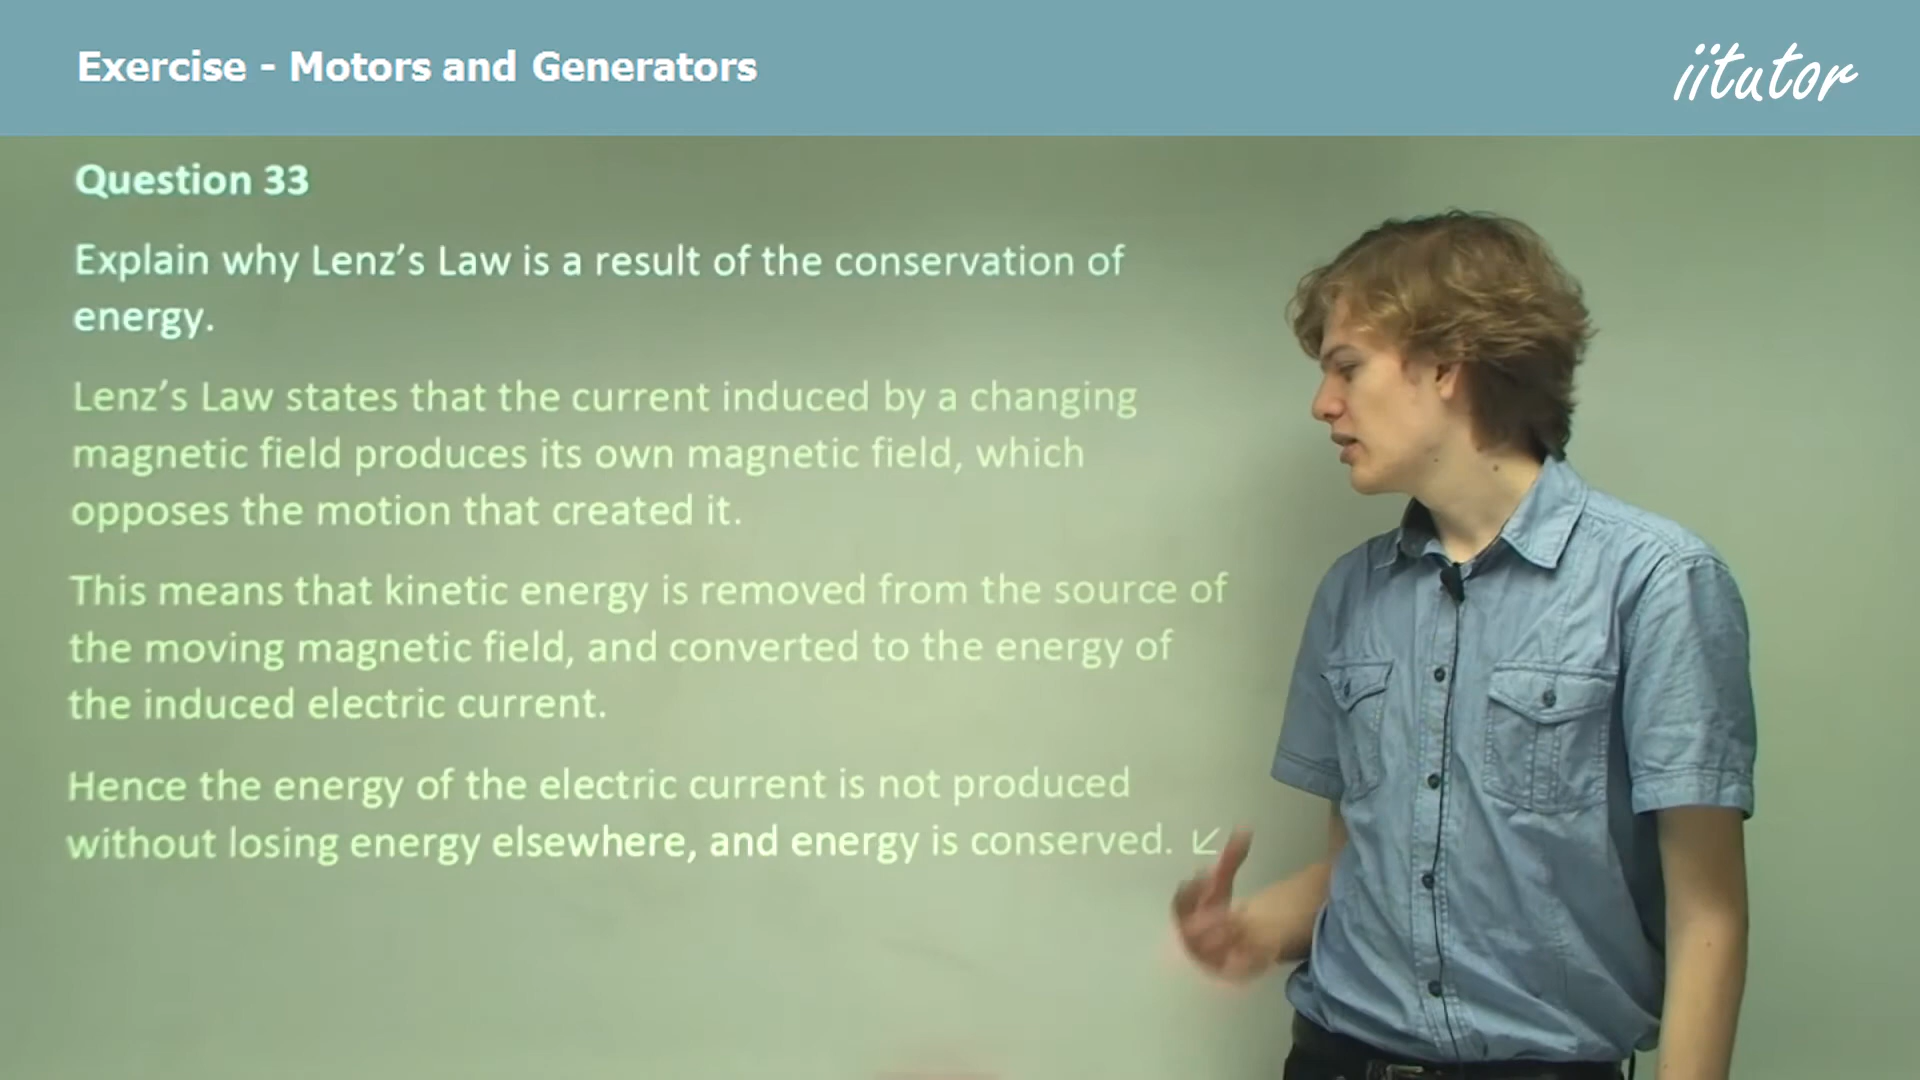 Exercise - Motors and Generators
iitutor
Question 33
Explain why Lenz’s Law is a result of the conservation of
energy.
Lenz’s Law states that the current induced by a changing
magnetic field produces its own magnetic field, which
opposes the motion that created it.
This means that kinetic energy is removed from the source of
the moving magnetic field, and converted to the energy of
the induced electric current.
Hence the energy of the electric current is not produced
without losing energy elsewhere, and energy is conserved.